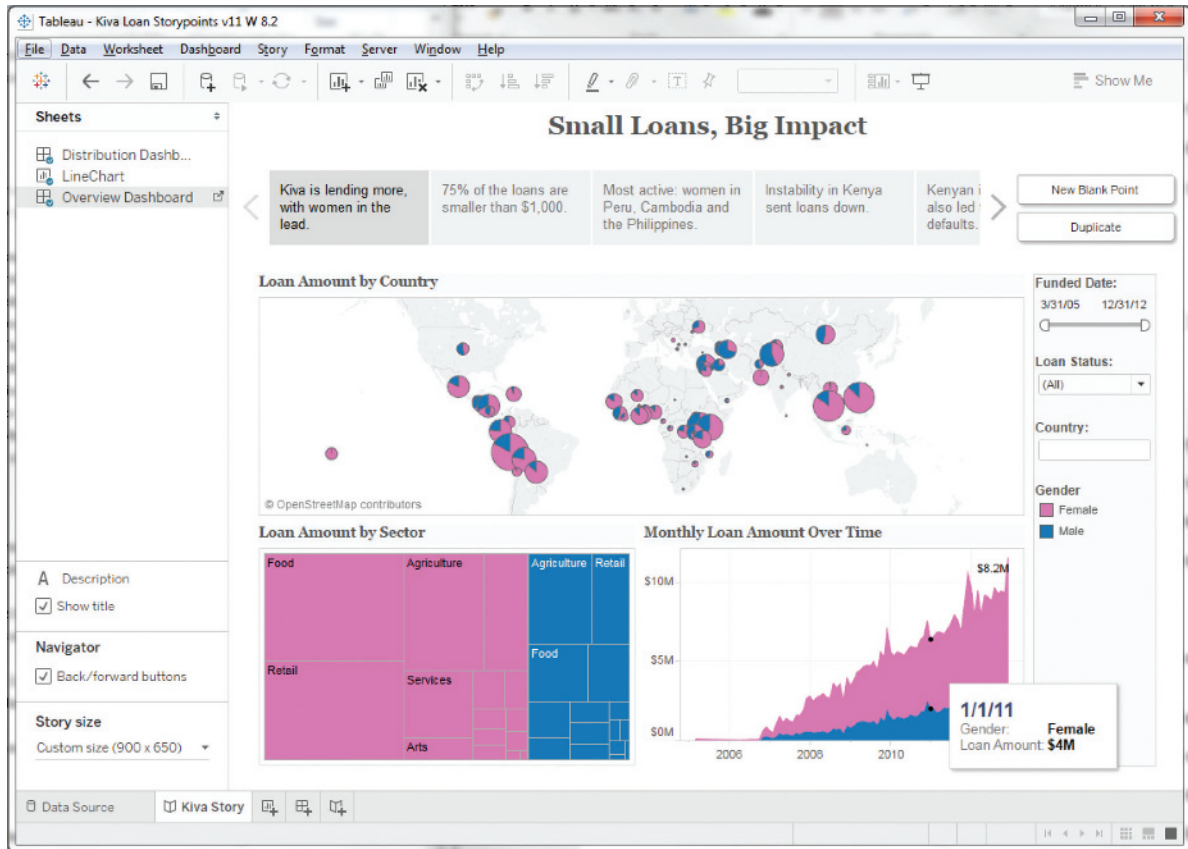 Tableau - Kiva Loan Storypoints v11 W 8.2
File Data Worksheet Dashboard Story Format Server Window Help
Show Me
Sheets
Distribution Dashb...
LineChart
Overview Dashboard
Small Loans, Big Impact
Kiva is lending more,
with women in the
lead.
75% of the loans are
smaller than $1,000.
Most active: women in
Peru, Cambodia and
the Philippines.
Instability in Kenya
sent loans down.
Kenyan i
also led
defaults.
New Blank Point
Duplicate
Loan Amount by Country
© OpenStreetMap contributors
Funded Date:
3/31/05 12/31/12
Loan Status:
(All)
Country:
Gender
Female
Male
Loan Amount by Sector
Food
Agriculture
Agriculture
Retail
Retail
Services
Food
Arts
Monthly Loan Amount Over Time
$8.2M
$10M
$5M
$0M
2006 2008 2010
1/1/11
Gender: Female
Loan Amount: $4M
A Description
Show title
Navigator
Back/forward buttons
Story size
Custom size (900 x 650)
Data Source
Kiva Story